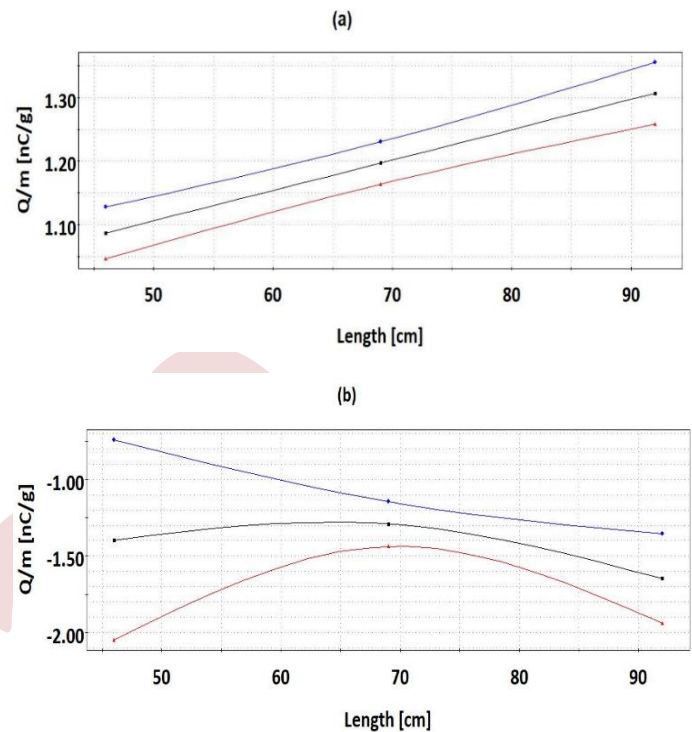 (a)
Q/m [nC/g]
1.30
1.20
1.10
50 60 70 80 90
Length [cm]
(b)
Q/m [nC/g]
-1.00
-1.50
-2.00
50 60 70 80 90
Length [cm]